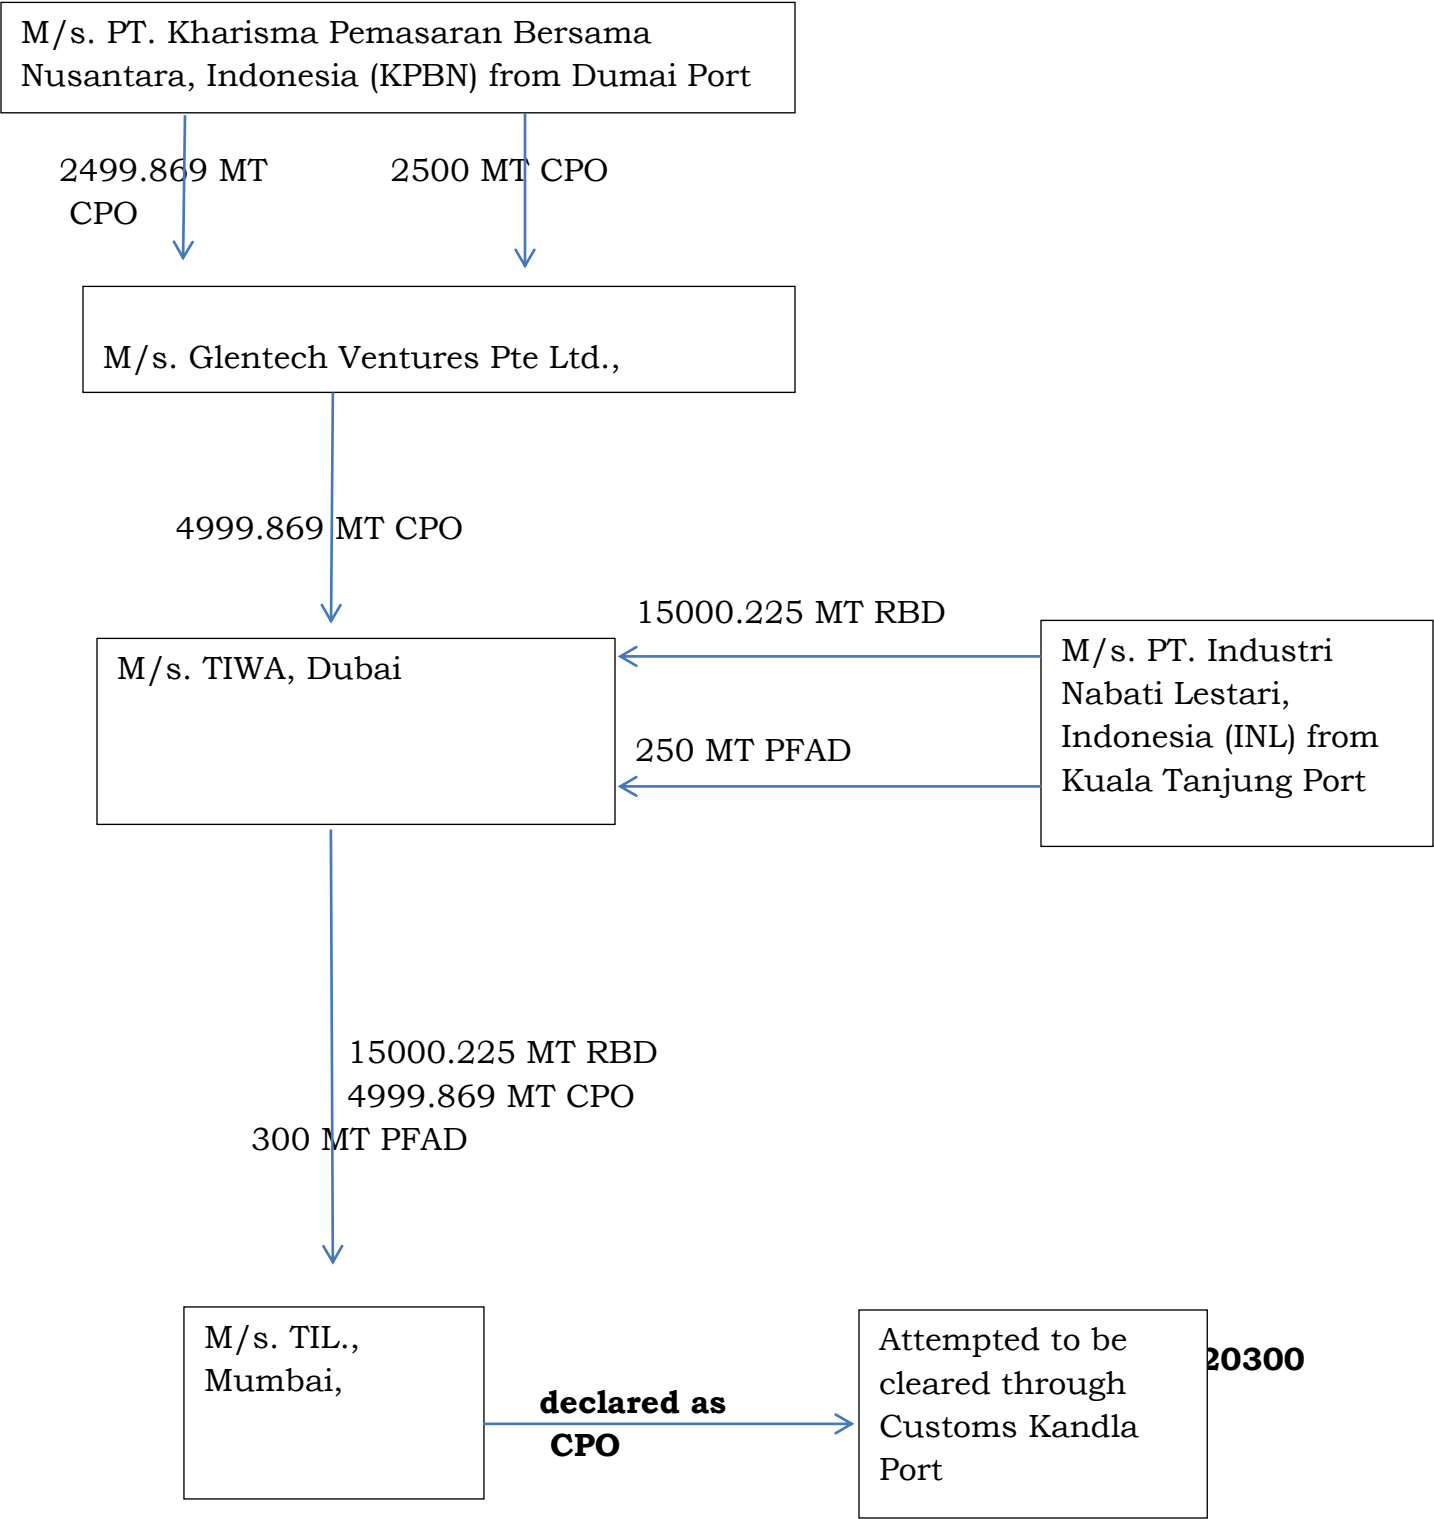 M/s. PT. Kharisma Pemasaran Bersama
Nusantara, Indonesia (KPBN) from Dumai Port
2499.869 MT
CPO
2500 MT CPO
M/s. Glentech Ventures Pte Ltd.,
4999.869 MT CPO
15000.225 MT RBD
M/s. TIWA, Dubai
250 MT PFAD
M/s. PT. Industri
Nabati Lestari,
Indonesia (INL) from
Kuala Tanjung Port
15000.225 MT RBD
4999.869 MT CPO
300 MT PFAD
M/s. TIL.,
Mumbai,
declared as
CPO
Attempted to be
cleared through
Customs Kandla
Port
20300